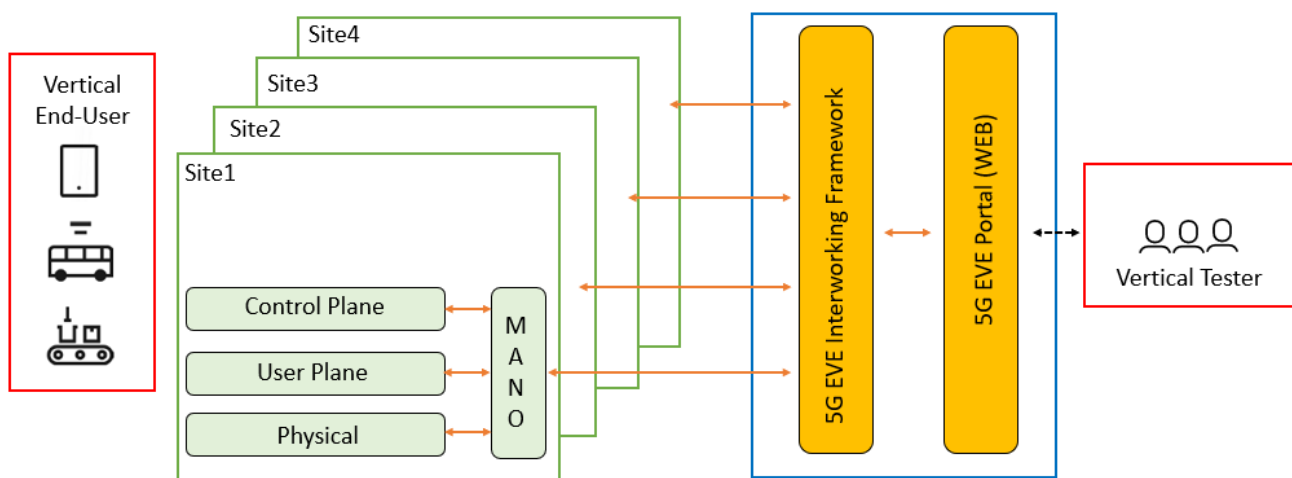 Vertical
End-User
Site4
Site3
Site2
Site1
Control Plane
User Plane
Physical
M
A
N
O
5G EVE Interworking Framework
5G EVE Portal (WEB)
Vertical Tester